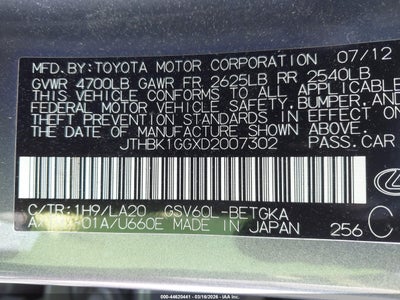 MFD.BY:TOYOTA MOTOR CORPORATION 07/12
GVWR 4700LB GAWR FR 2625LB RR 2540LB
THIS VEHICLE CONFORMS TO ALL APPLICABLE
FEDERAL MOTOR VEHICLE SAFETY, BUMPER, AND
THEFT PREVENTION STANDARDS IN EFFECT ON
THE DATE OF MANUFACTURE SHOWN ABOVE.
JTHBK1GGXD2007302 PASS.CAR
C/TR:1H9/LA20 GSV60L-BETGKA
01A/U660E MADE IN JAPAN 256 C
000-44620441 - 03/18/2026 - IAA Inc.